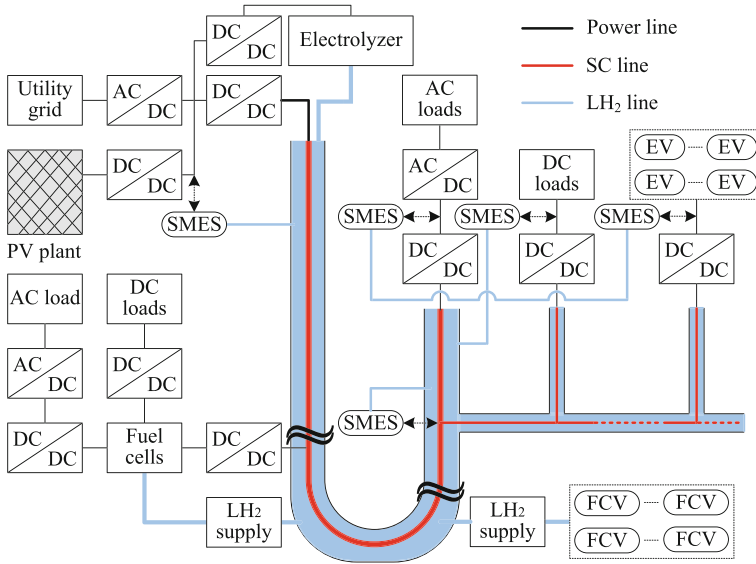 DC
DC
Electrolyzer
Power line
SC line
LH2 line
Utility
grid
AC
DC
DC
DC
AC
loads
PV plant
DC
DC
SMES
AC
DC
DC
loads
EV
EV
EV
EV
SMES
SMES
SMES
DC
DC
DC
DC
DC
DC
AC load
DC
loads
AC
DC
DC
DC
DC
DC
Fuel
cells
DC
DC
SMES
LH2
supply
LH2
supply
FCV
FCV
FCV
FCV